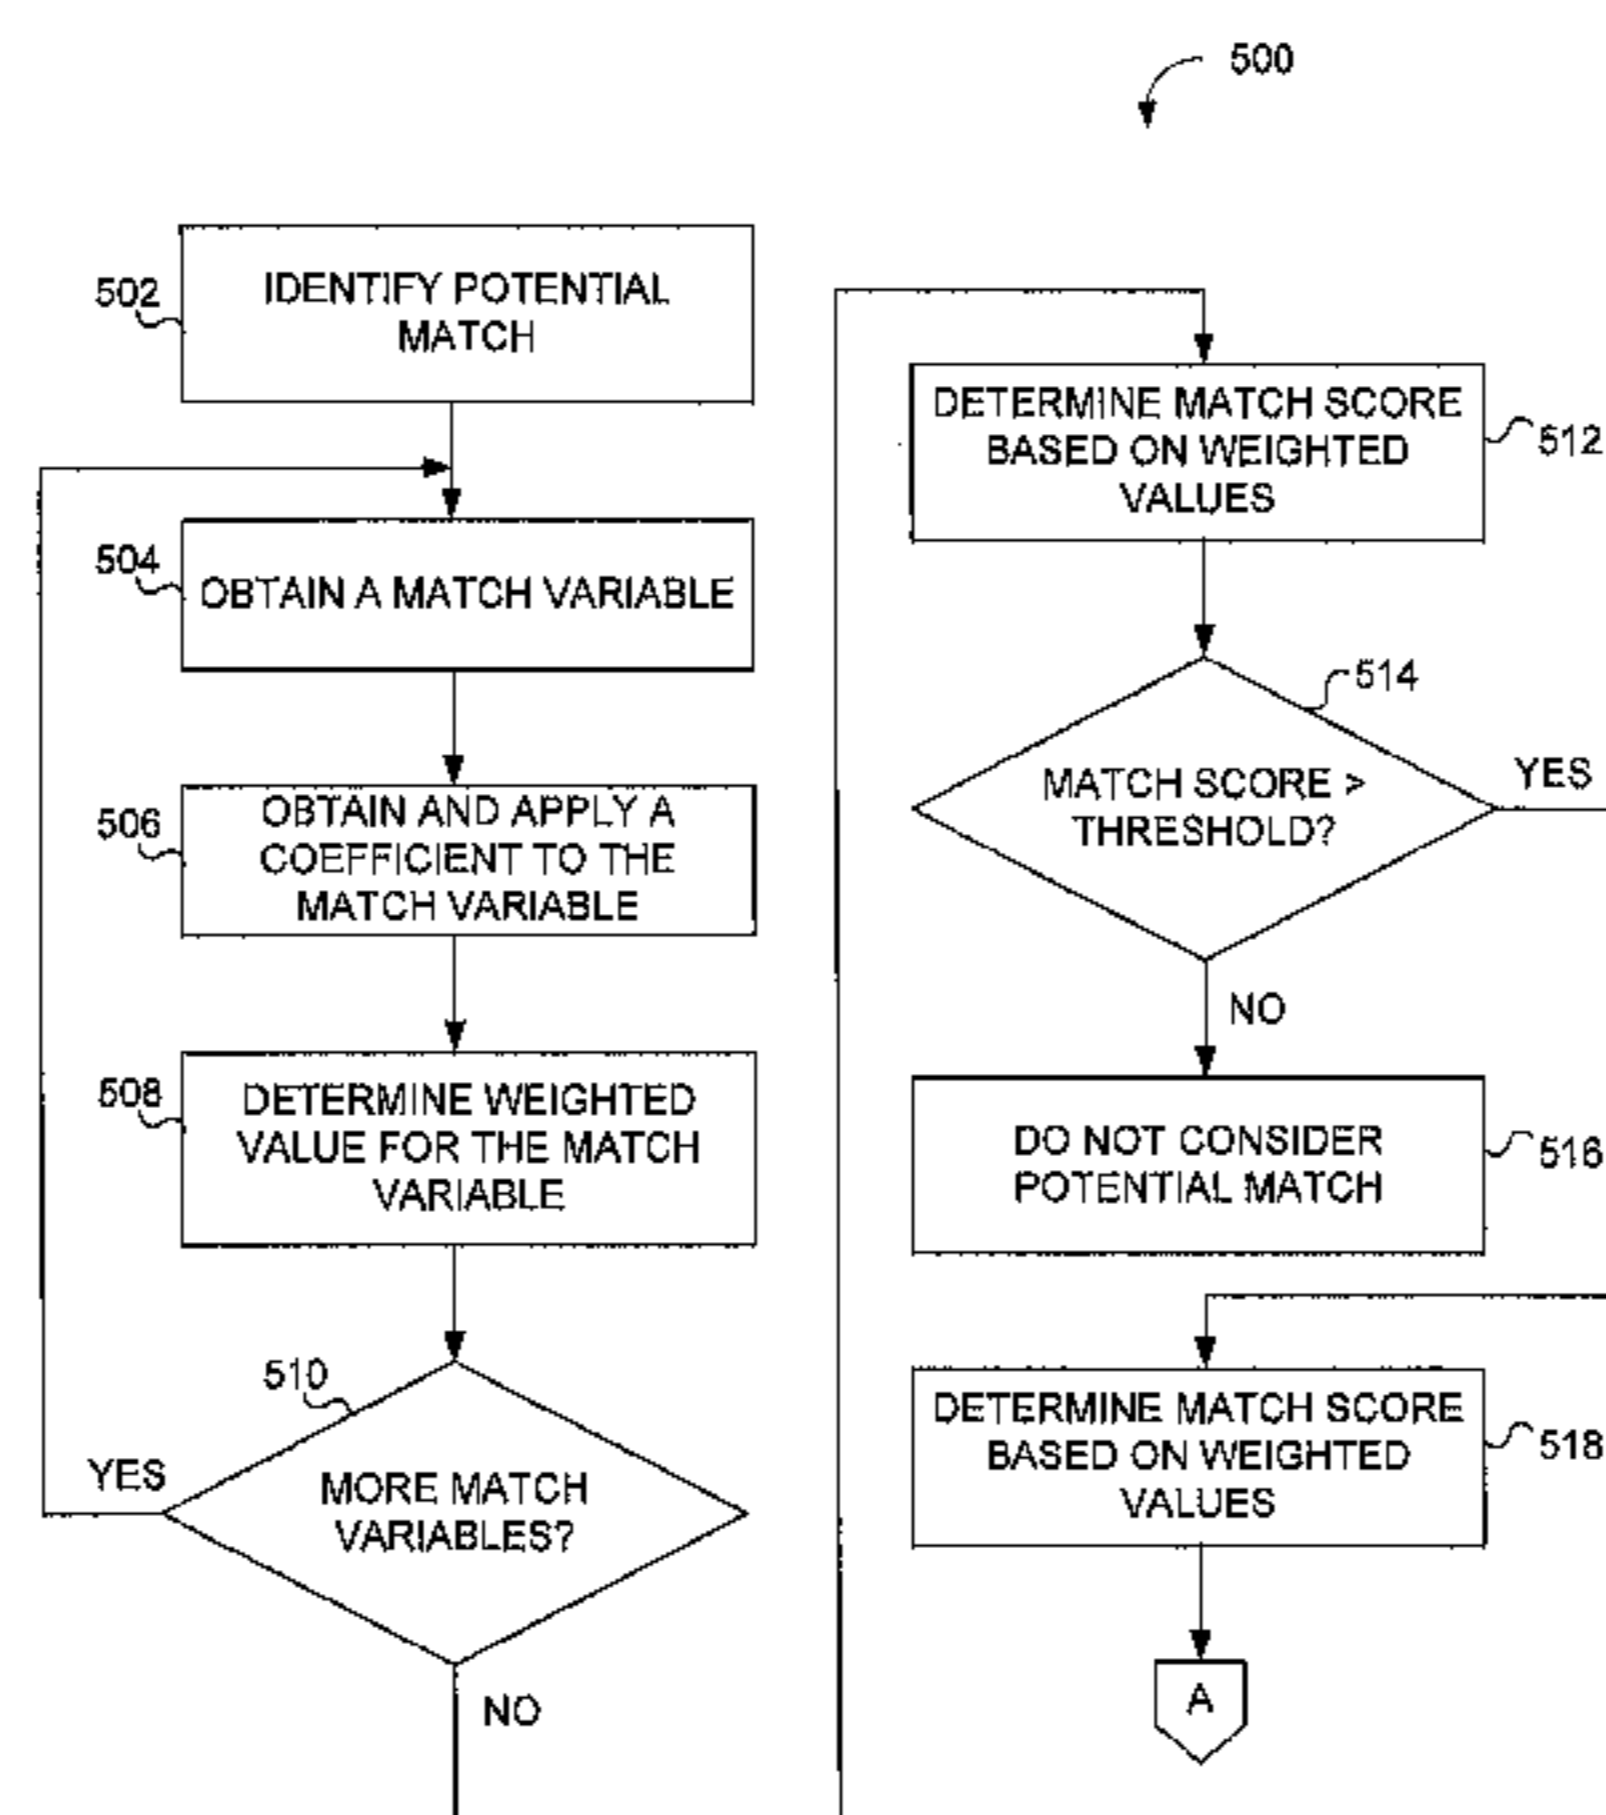 500
502
IDENTIFY POTENTIAL
MATCH
504
OBTAIN A MATCH VARIABLE
506
OBTAIN AND APPLY A
COEFFICIENT TO THE
MATCH VARIABLE
508
DETERMINE WEIGHTED
VALUE FOR THE MATCH
VARIABLE
510
YES
MORE MATCH
VARIABLES?
NO
DETERMINE MATCH SCORE
BASED ON WEIGHTED
VALUES
512
514
MATCH SCORE >
THRESHOLD?
YES
NO
DO NOT CONSIDER
POTENTIAL MATCH
516
DETERMINE MATCH SCORE
BASED ON WEIGHTED
VALUES
518
A